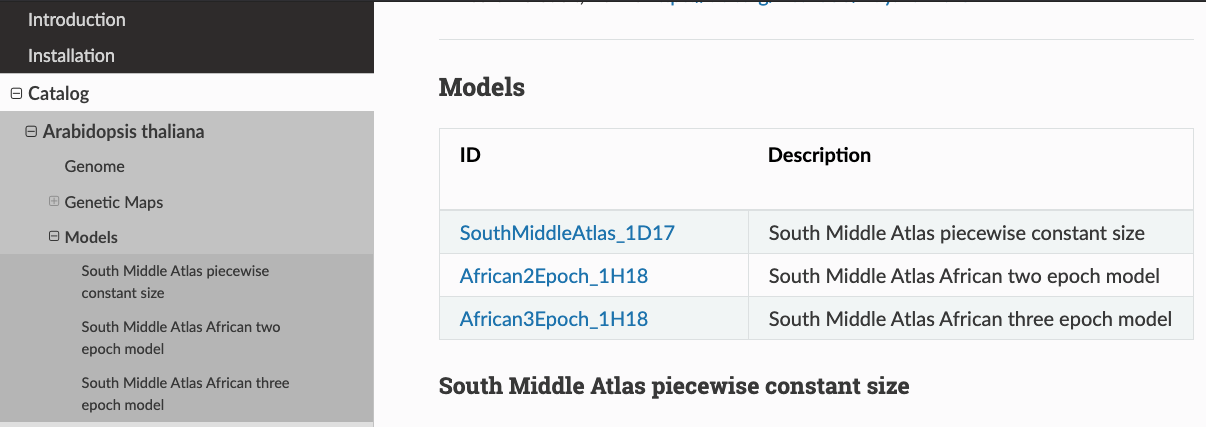 Introduction
Installation
Catalog
Arabidopsis thaliana
Genome
Genetic Maps
Models
South Middle Atlas piecewise
constant size
South Middle Atlas African two
epoch model
South Middle Atlas African three
epoch model
Models
ID Description
SouthMiddleAtlas_1D17 South Middle Atlas piecewise constant size
African2Epoch_1H18 South Middle Atlas African two epoch model
African3Epoch_1H18 South Middle Atlas African three epoch model
South Middle Atlas piecewise constant size